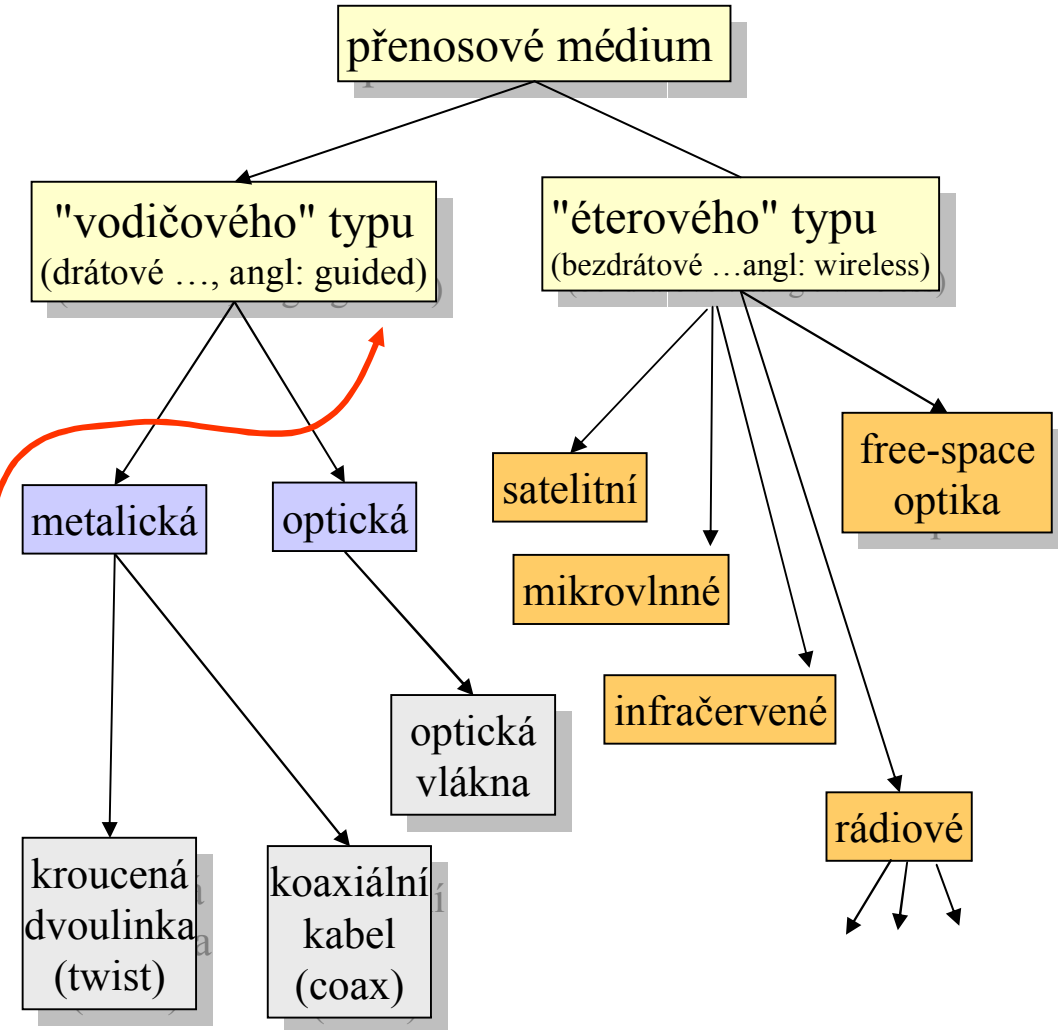 přenosové médium
"vodičového" typu
(drátové …, angl: guided)
"éterového" typu
(bezdrátové …angl: wireless)
free-space
optika
satelitní
metalická
optická
mikrovlnné
infračervené
optická
vlákna
rádiové
kroucená
dvoulinka
(twist)
koaxiální
kabel
(coax)